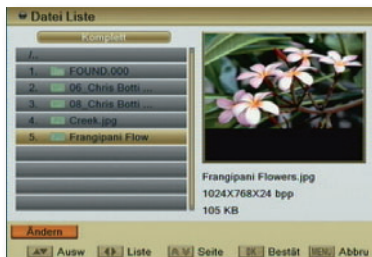 Datei Liste
Komplett
/..
1. FOUND.000
2. 06_Chris Botti ...
3. 08_Chris Botti ...
4. Creek.jpg
5. Frangipani Flow
Frangipani Flowers.jpg
1024X768X24 bpp
105 KB
Ändern
Ausw Liste Seite OK Bestät MENU Abbru